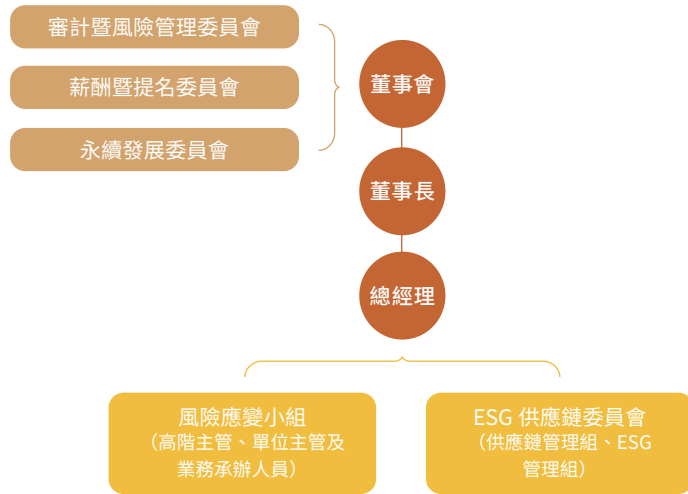 審計暨風險管理委員會
薪酬暨提名委員會
永續發展委員會
董事會
董事長
總經理
風險應變小組
（高階主管、單位主管及
業務承辦人員）
ESG 供應鏈委員會
（供應鏈管理組、ESG
管理組）